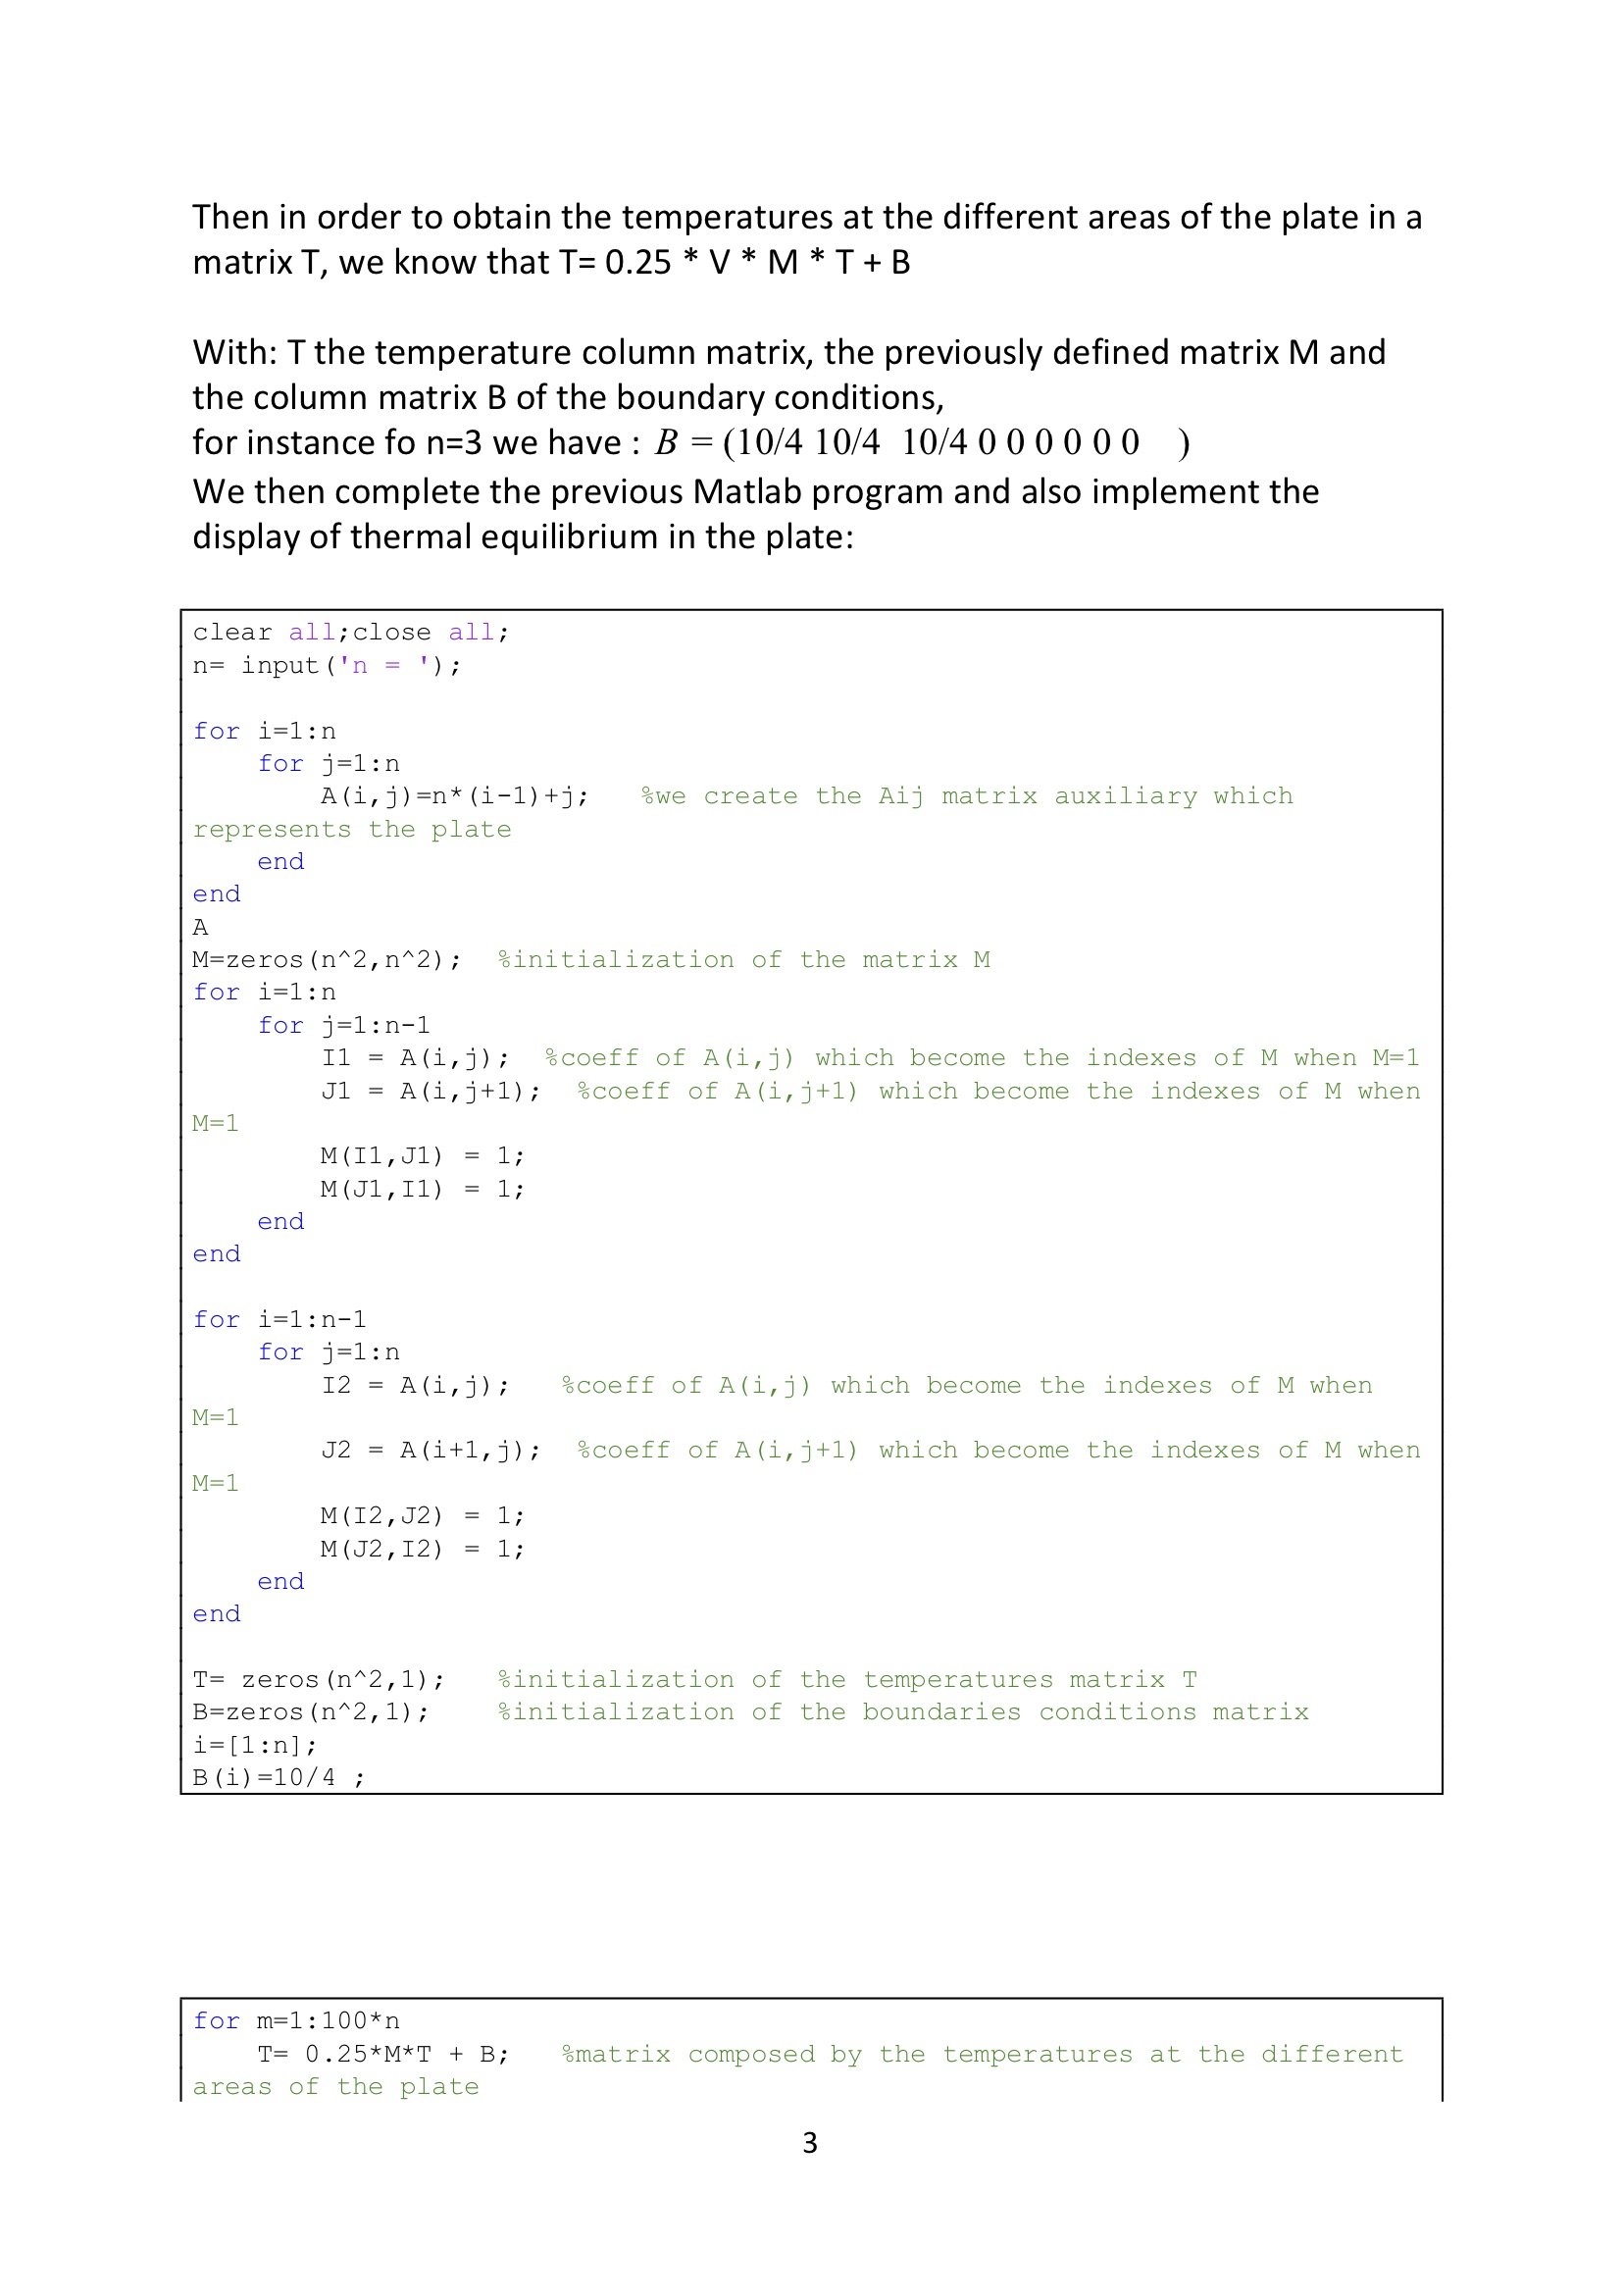 Then in order to obtain the temperatures at the different areas of the plate in a
matrix T, we know that T= 0.25 * V * M * T + B
With: T the temperature column matrix, the previously defined matrix M and
the column matrix B of the boundary conditions,
for instance fo n=3 we have : B = (10/4 10/4  10/4 0 0 0 0 0 0   )
We then complete the previous Matlab program and also implement the
display of thermal equilibrium in the plate:
clear all;close all;
n= input('n = ');
for i=1:n
    for j=1:n
        A(i,j)=n*(i-1)+j;   %we create the Aij matrix auxiliary which
represents the plate
    end
end
A
M=zeros(n^2,n^2);  %initialization of the matrix M
for i=1:n
    for j=1:n-1
        I1 = A(i,j);  %coeff of A(i,j) which become the indexes of M when M=1
        J1 = A(i,j+1);  %coeff of A(i,j+1) which become the indexes of M when
M=1
        M(I1,J1) = 1;
        M(J1,I1) = 1;
    end
end
for i=1:n-1
    for j=1:n
        I2 = A(i,j);   %coeff of A(i,j) which become the indexes of M when
M=1
        J2 = A(i+1,j);  %coeff of A(i,j+1) which become the indexes of M when
M=1
        M(I2,J2) = 1;
        M(J2,I2) = 1;
    end
end
T= zeros(n^2,1);   %initialization of the temperatures matrix T
B=zeros(n^2,1);    %initialization of the boundaries conditions matrix
i=[1:n];
B(i)=10/4 ;
for m=1:100*n
    T= 0.25*M*T + B;   %matrix composed by the temperatures at the different
areas of the plate
3